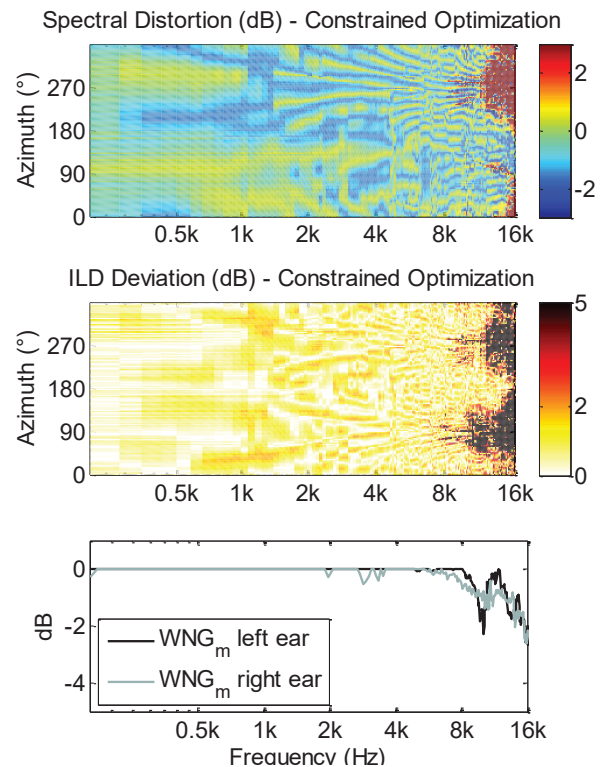 Spectral Distortion (dB) - Constrained Optimization
Azimuth (°)
270
180
90
0
0.5k 1k 2k 4k 8k 16k
2
0
-2
ILD Deviation (dB) - Constrained Optimization
Azimuth (°)
270
180
90
0
0.5k 1k 2k 4k 8k 16k
5
2
2
0
dB
0
-2
-4
WNGm left ear
WNGm right ear
0.5k 1k 2k 4k 8k 16k
Frequency (Hz)